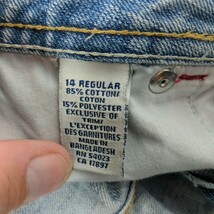 14 REGULAR
85% COTTON/
COTON
15% POLYESTER
EXCLUSIVE OF
TRIM/
L'EXCEPTION
DES GARNITURES
MADE IN
BANGLADESH
RN 54023
CA 17897